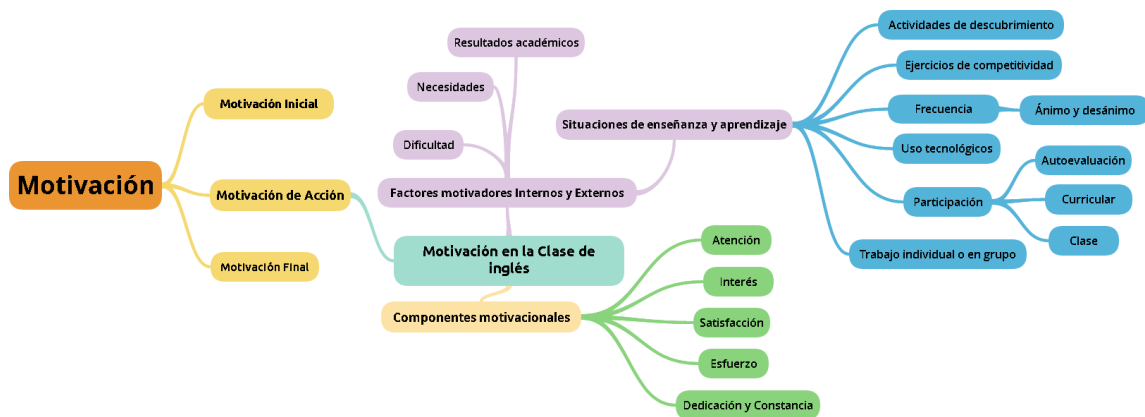 Motivación
Motivación Inicial
Motivación de Acción
Motivación Final
Resultados académicos
Necesidades
Dificultad
Factores motivadores Internos y Externos
Motivación en la Clase de
inglés
Componentes motivacionales
Situaciones de enseñanza y aprendizaje
Actividades de descubrimiento
Ejercicios de competitividad
Frecuencia
Ánimo y desánimo
Uso tecnológicos
Participación
Autoevaluación
Curricular
Clase
Trabajo individual o en grupo
Atención
Interés
Satisfacción
Esfuerzo
Dedicación y Constancia